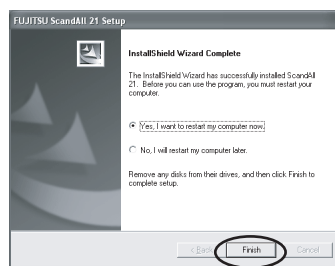 FUJITSU ScandAll 21 Setup
InstallShield Wizard Complete
The InstallShield Wizard has successfully installed ScandAll
21. Before you can use the program, you must restart your
computer.
Yes, I want to restart my computer now.
No, I will restart my computer later.
Remove any disks from their drives, and then click Finish to
complete setup.
< Back
Finish
Cancel